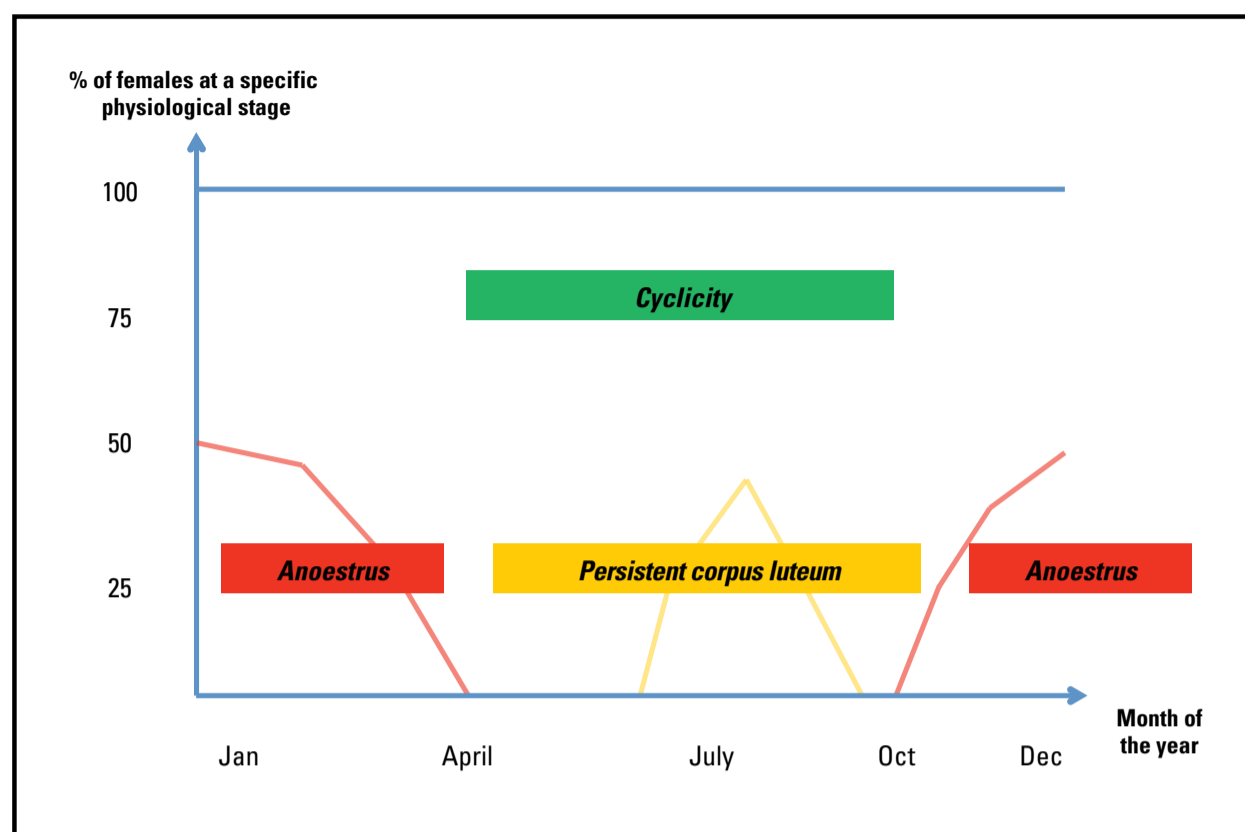 % of females at a specific
physiological stage
100
Cyclicity
75
50
Anoestrus
Persistent corpus luteum
Anoestrus
25
Month of
the year
Jan
April
July
Oct
Dec